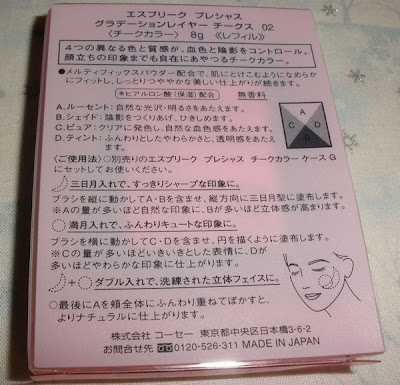 エスプリーク プレシャス
グラデーションレイヤー チークス 02
〈チークカラー〉 8g 《レフィル》
4つの異なる色と質感が、血色と陰影をコントロール。
顔立ちの印象までも自在にあやつるチークカラー。
●メルティフィックスパウダー配合で、肌にとけこむようになめらか
にフィットし、しっとりつややかな美しい仕上がりが続きます。
＊ヒアルロン酸〈保湿〉配合 無香料
A.ルーセント: 自然な光沢・明るさをあたえます。
B.シェイド: 陰影をつくりあげ、ひきしめます。
C.ピュア: クリアに発色し、自然な血色感をあたえます。
D.ティント: ふんわりとしたやわらかさと、透明感をあたえ
ます。
A
C D
B
〈ご使用法〉○別売りのエスプリーク プレシャス チークカラー ケース G
にセットしてお使いください。
三日月入れで、すっきりシャープな印象に。
ブラシを縦に動かしてA・Bを含ませ、縦方向に三日月型に塗布します。
※Aの量が多いほど自然な印象に、Bが多いほど立体感が高まります。
満月入れで、ふんわりキュートな印象に。
ブラシを横に動かしてC・Dを含ませ、円を描くように塗布します。
※Cの量が多いほどいきいきとした表情に、Dが
多いほどやわらかな印象に仕上がります。
+ ダブル入れで、洗練された立体フェイスに。
○最後にAを頬全体にふんわり重ねてぼかすと、
よりナチュラルに仕上がります。
株式会社 コーセー 東京都中央区日本橋3-6-2
お問合せ先 0120-526-311 MADE IN JAPAN